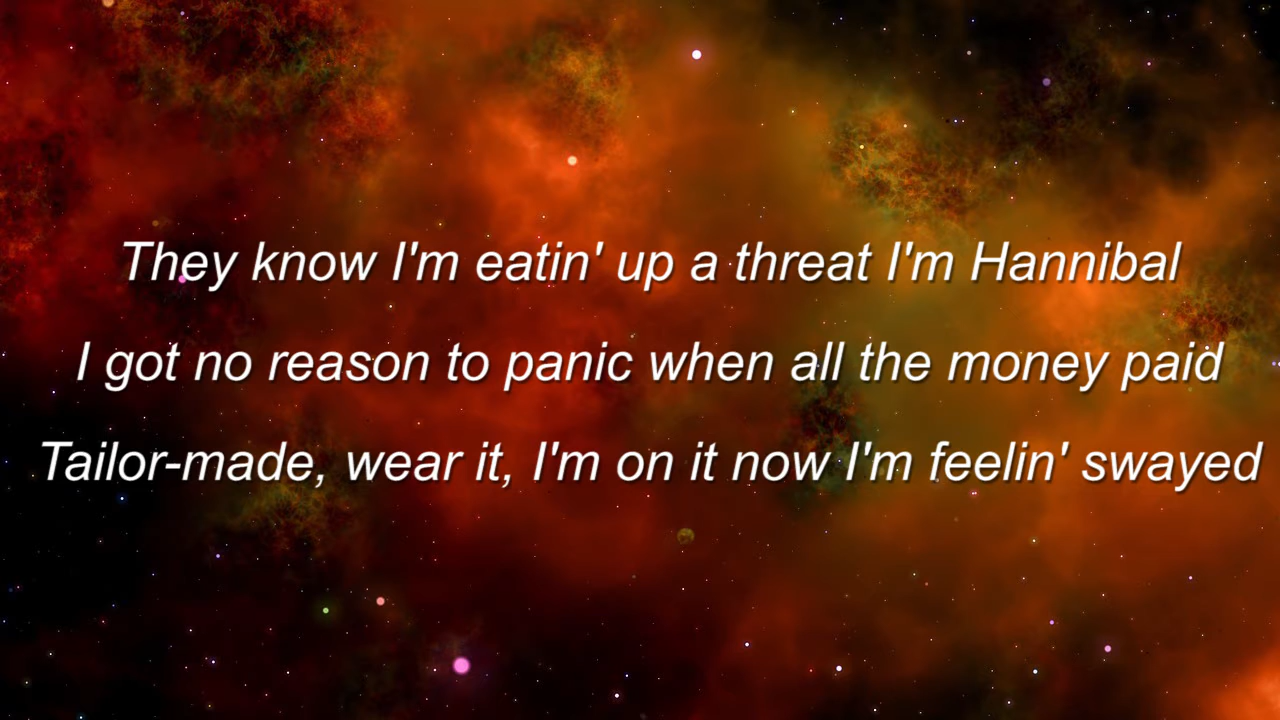 They know I'm eatin' up a threat I'm Hannibal
I got no reason to panic when all the money paid
Tailor-made, wear it, I'm on it now I'm feelin' swayed